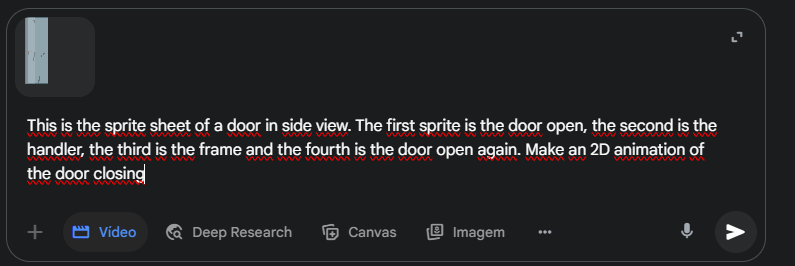 This is the sprite sheet of a door in side view. The first sprite is the door open, the second is the
handler, the third is the frame and the fourth is the door open again. Make an 2D animation of
the door closing
Vídeo Deep Research Canvas Imagem